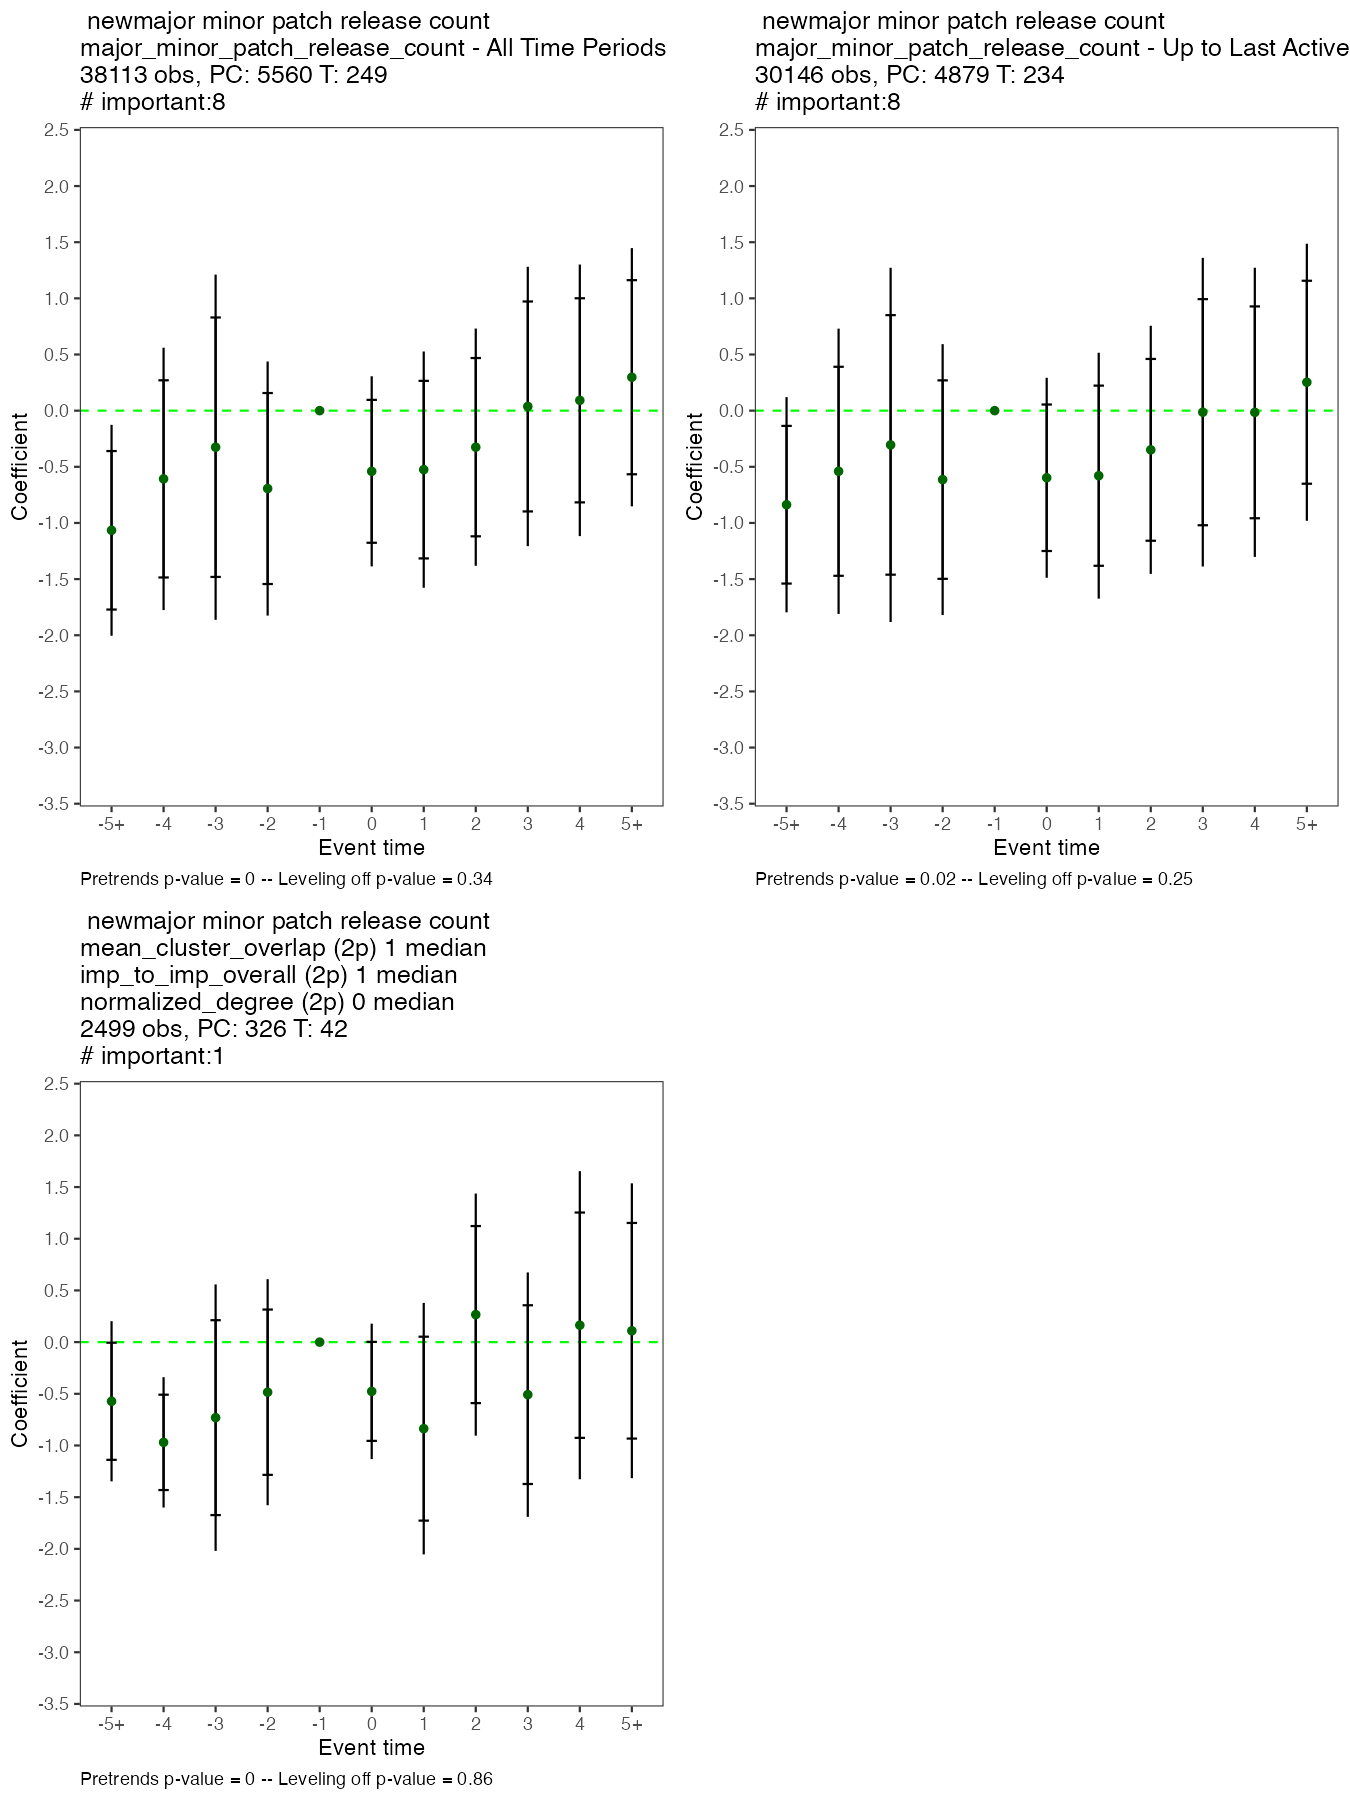 newmajor minor patch release count
major_minor_patch_release_count - All Time Periods
38113 obs, PC: 5560 T: 249
# important:8
2.5
2.0
1.5
1.0
0.5
0.0
-0.5
-1.0
-1.5
-2.0
-2.5
-3.0
-3.5
Coefficient
-5+ -4 -3 -2 -1 0 1 2 3 4 5+
Event time
Pretrends p-value = 0 -- Leveling off p-value = 0.34
newmajor minor patch release count
major_minor_patch_release_count - Up to Last Active
30146 obs, PC: 4879 T: 234
# important:8
2.5
2.0
1.5
1.0
0.5
0.0
-0.5
-1.0
-1.5
-2.0
-2.5
-3.0
-3.5
Coefficient
-5+ -4 -3 -2 -1 0 1 2 3 4 5+
Event time
Pretrends p-value = 0.02 -- Leveling off p-value = 0.25
newmajor minor patch release count
mean_cluster_overlap (2p) 1 median
imp_to_imp_overall (2p) 1 median
normalized_degree (2p) 0 median
2499 obs, PC: 326 T: 42
# important:1
2.5
2.0
1.5
1.0
0.5
0.0
-0.5
-1.0
-1.5
-2.0
-2.5
-3.0
-3.5
Coefficient
-5+ -4 -3 -2 -1 0 1 2 3 4 5+
Event time
Pretrends p-value = 0 -- Leveling off p-value = 0.86